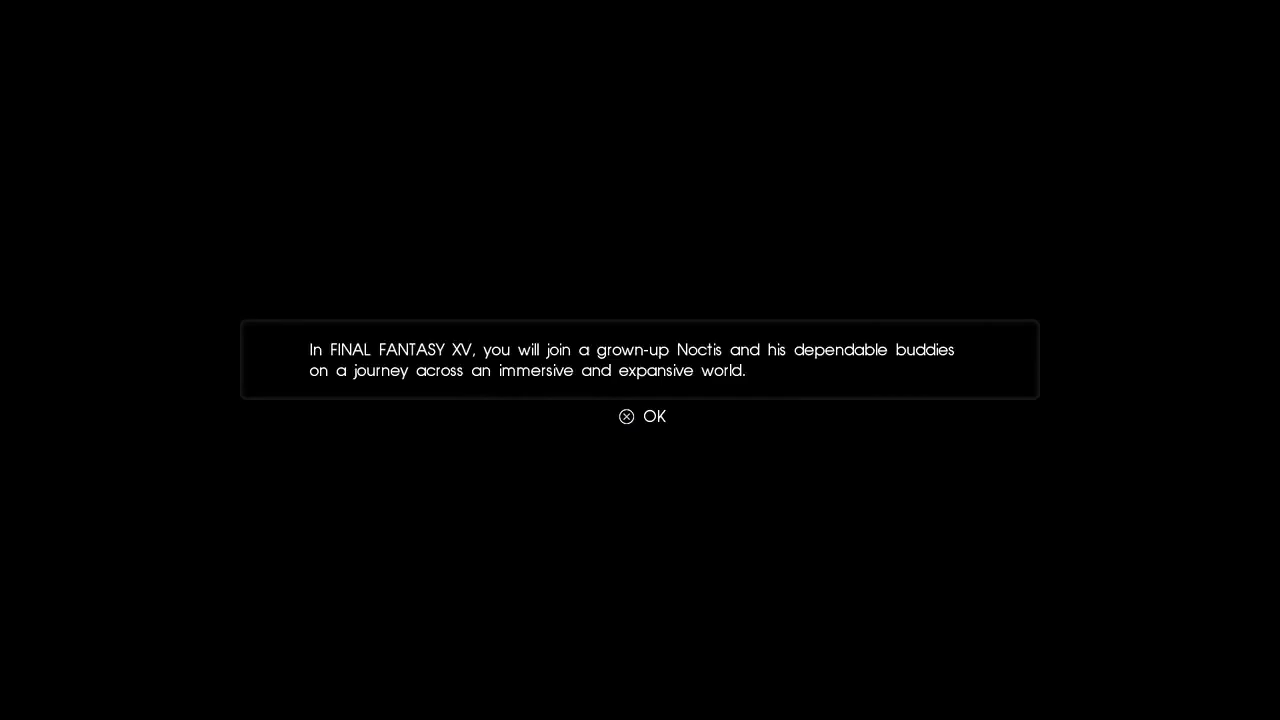 In FINAL FANTASY XV, you will join a grown-up Noctis and his dependable buddies
on a journey across an immersive and expansive world.
OK